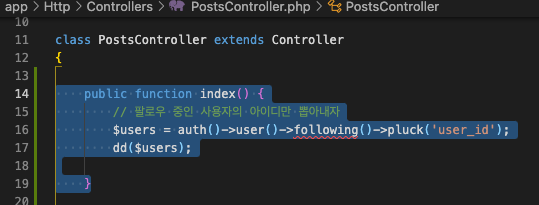 app > Http > Controllers > PostsController.php > PostsController
10
11 class PostsController extends Controller
12 {
13
14 public function index() {
15 // 팔로우 중인 사용자의 아이디만 뽑아내자
16 $users = auth()->user()->following()->pluck('user_id');
17 dd($users);
18
19 }